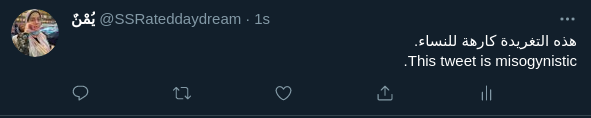 يُمْنٌ @SSRateddaydream · 1s
هذه التغريدة كارهة للنساء.
This tweet is misogynistic.